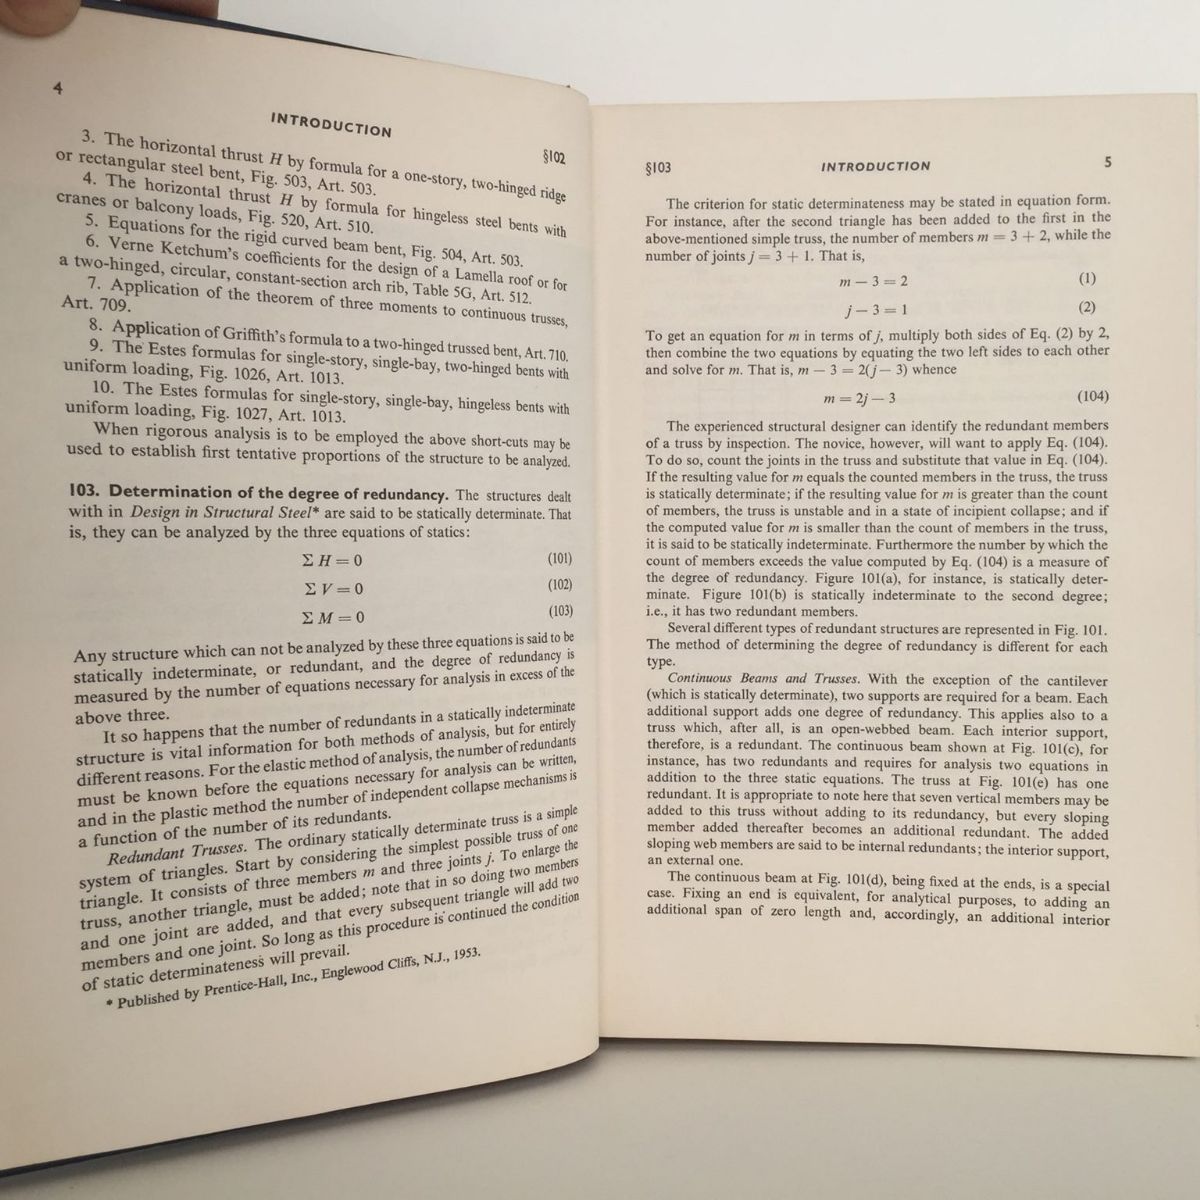 4
INTRODUCTION
§102
3. The horizontal thrust H by formula for a one-story, two-hinged ridge
or rectangular steel bent, Fig. 503, Art. 503.
4. The horizontal thrust H by formula for hingeless steel bents with
cranes or balcony loads, Fig. 520, Art. 510.
5. Equations for the rigid curved beam bent, Fig. 504, Art. 503.
6. Verne Ketchum's coefficients for the design of a Lamella roof or for
a two-hinged, circular, constant-section arch rib, Table 5G, Art. 512.
7. Application of the theorem of three moments to continuous trusses,
Art. 709.
8. Application of Griffith's formula to a two-hinged trussed bent, Art. 710.
9. The Estes formulas for single-story, single-bay, two-hinged bents with
uniform loading, Fig. 1026, Art. 1013.
10. The Estes formulas for single-story, single-bay, hingeless bents with
uniform loading, Fig. 1027, Art. 1013.
When rigorous analysis is to be employed the above short-cuts may be
used to establish first tentative proportions of the structure to be analyzed.
103. Determination of the degree of redundancy. The structures dealt
with in Design in Structural Steel* are said to be statically determinate. That
is, they can be analyzed by the three equations of statics:
Σ H = 0 (101)
Σ V = 0 (102)
Σ M = 0 (103)
Any structure which can not be analyzed by these three equations is said to be
statically indeterminate, or redundant, and the degree of redundancy is
measured by the number of equations necessary for analysis in excess of the
above three.
It so happens that the number of redundants in a statically indeterminate
structure is vital information for both methods of analysis, but for entirely
different reasons. For the elastic method of analysis, the number of redundants
must be known before the equations necessary for analysis can be written,
and in the plastic method the number of independent collapse mechanisms is
a function of the number of its redundants.
Redundant Trusses. The ordinary statically determinate truss is a simple
system of triangles. Start by considering the simplest possible truss of one
triangle. It consists of three members m and three joints j. To enlarge the
truss, another triangle, must be added; note that in so doing two members
and one joint are added, and that every subsequent triangle will add two
members and one joint. So long as this procedure is continued the condition
of static determinateness will prevail.
* Published by Prentice-Hall, Inc., Englewood Cliffs, N.J., 1953.
§103
INTRODUCTION
5
The criterion for static determinateness may be stated in equation form.
For instance, after the second triangle has been added to the first in the
above-mentioned simple truss, the number of members m = 3 + 2, while the
number of joints j = 3 + 1. That is,
m — 3 = 2 (1)
j — 3 = 1 (2)
To get an equation for m in terms of j, multiply both sides of Eq. (2) by 2,
then combine the two equations by equating the two left sides to each other
and solve for m. That is, m — 3 = 2(j — 3) whence
m = 2j — 3 (104)
The experienced structural designer can identify the redundant members
of a truss by inspection. The novice, however, will want to apply Eq. (104).
To do so, count the joints in the truss and substitute that value in Eq. (104).
If the resulting value for m equals the counted members in the truss, the truss
is statically determinate; if the resulting value for m is greater than the count
of members, the truss is unstable and in a state of incipient collapse; and if
the computed value for m is smaller than the count of members in the truss,
it is said to be statically indeterminate. Furthermore the number by which the
count of members exceeds the value computed by Eq. (104) is a measure of
the degree of redundancy. Figure 101(a), for instance, is statically deter-
minate. Figure 101(b) is statically indeterminate to the second degree;
i.e., it has two redundant members.
Several different types of redundant structures are represented in Fig. 101.
The method of determining the degree of redundancy is different for each
type.
Continuous Beams and Trusses. With the exception of the cantilever
(which is statically determinate), two supports are required for a beam. Each
additional support adds one degree of redundancy. This applies also to a
truss which, after all, is an open-webbed beam. Each interior support,
therefore, is a redundant. The continuous beam shown at Fig. 101(c), for
instance, has two redundants and requires for analysis two equations in
addition to the three static equations. The truss at Fig. 101(e) has one
redundant. It is appropriate to note here that seven vertical members may be
added to this truss without adding to its redundancy, but every sloping
member added thereafter becomes an additional redundant. The added
sloping web members are said to be internal redundants; the interior support,
an external one.
The continuous beam at Fig. 101(d), being fixed at the ends, is a special
case. Fixing an end is equivalent, for analytical purposes, to adding an
additional span of zero length and, accordingly, an additional interior